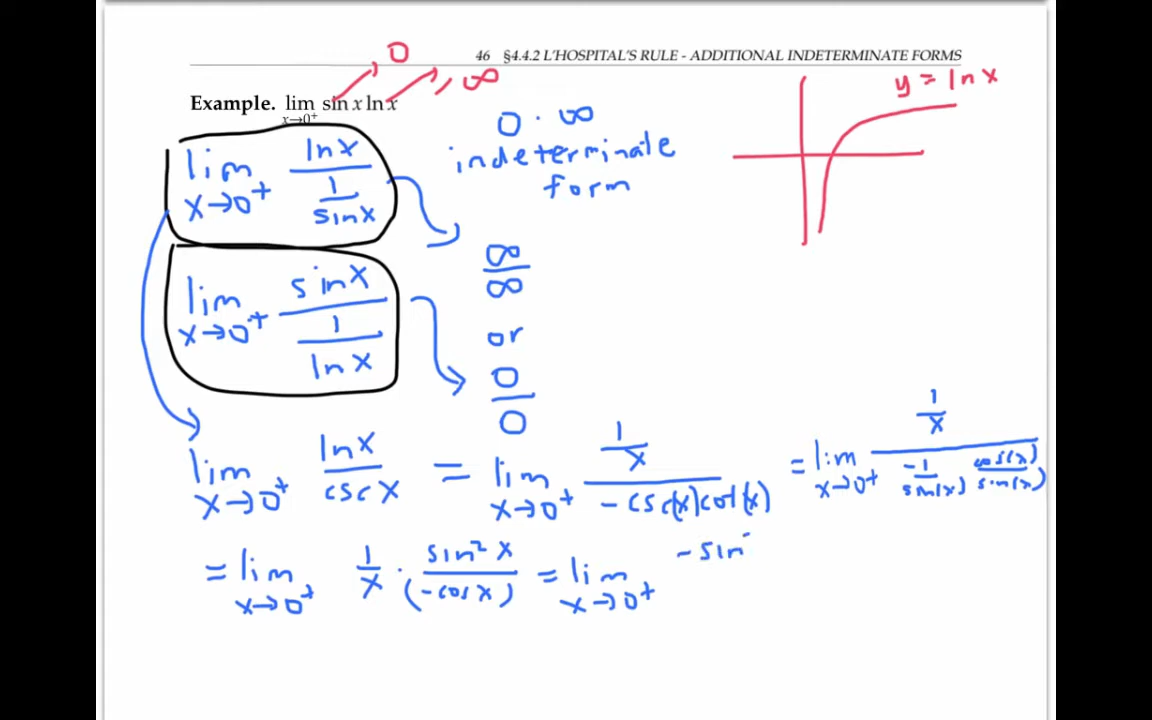 46 §4.4.2 L'HOSPITAL'S RULE - ADDITIONAL INDETERMINATE FORMS
0
, ∞
y = ln x
Example. lim x→0⁺ sin x ln x
0 · ∞
indeterminate
form
lim x→0⁺ ln x / (1 / sin x)
∞/∞
or
0/0
lim x→0⁺ sin x / (1 / ln x)
lim x→0⁺ ln x / csc x = lim x→0⁺ (1/x) / (- csc(x) cot(x)) = lim x→0⁺ (1/x) / (-1/sin(x) cos(x)/sin(x))
= lim x→0⁺ 1/x · sin² x / (- cos x) = lim x→0⁺ - sin